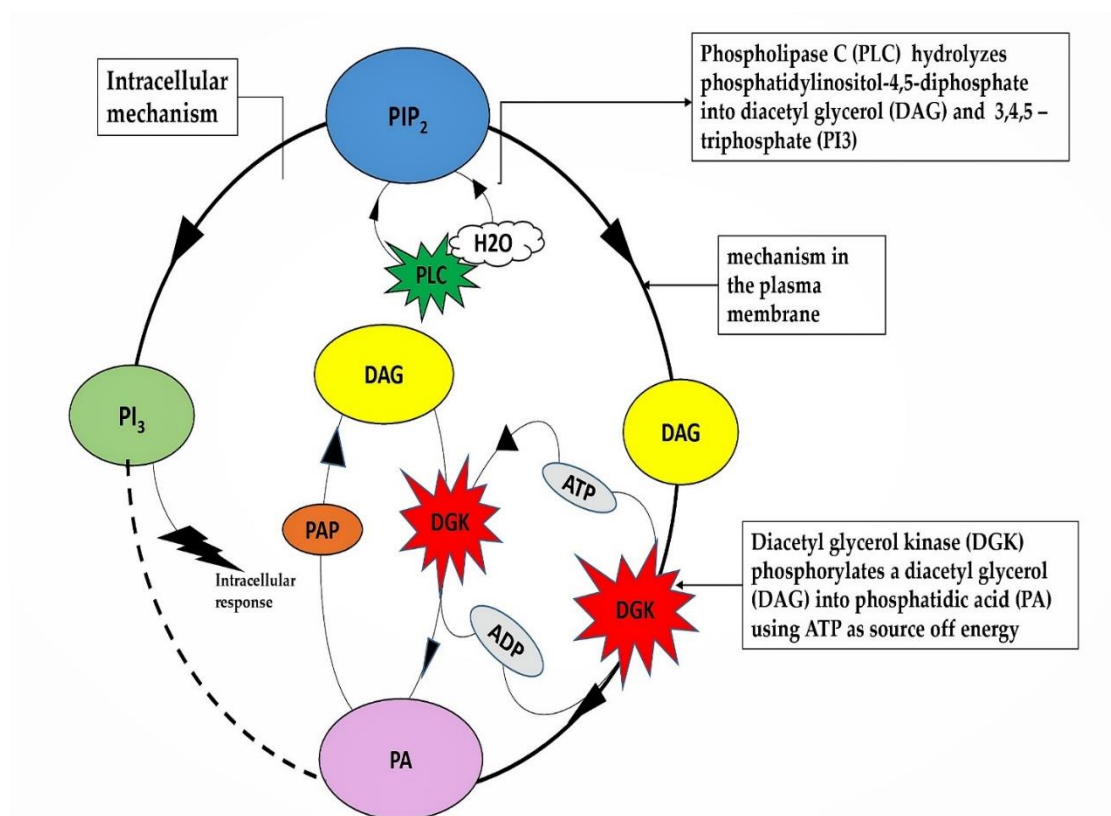 Intracellular
mechanism
PIP2
Phospholipase C (PLC) hydrolyzes
phosphatidylinositol-4,5-diphosphate
into diacetyl glycerol (DAG) and 3,4,5 –
triphosphate (PI3)
H2O
PLC
mechanism in
the plasma
membrane
DAG
PI3
DAG
ATP
PAP
DGK
Intracellular
response
DGK
Diacetyl glycerol kinase (DGK)
phosphorylates a diacetyl glycerol
(DAG) into phosphatidic acid (PA)
using ATP as source off energy
ADP
PA